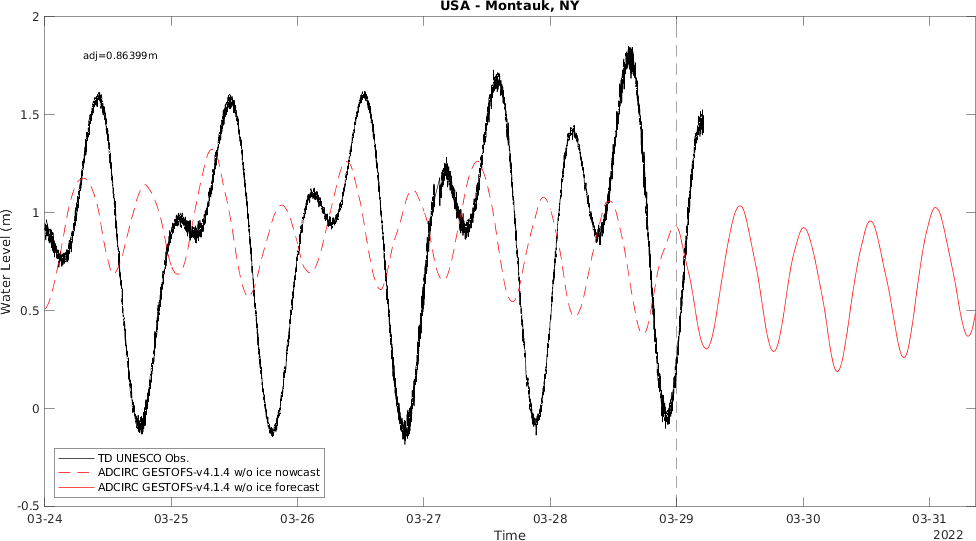 USA - Montauk, NY
adj=0.86399m
2
1.5
1
0.5
0
-0.5
Water Level (m)
TD UNESCO Obs.
ADCIRC GESTOFS-v4.1.4 w/o ice nowcast
ADCIRC GESTOFS-v4.1.4 w/o ice forecast
03-24 03-25 03-26 03-27 03-28 03-29 03-30 03-31
Time
2022